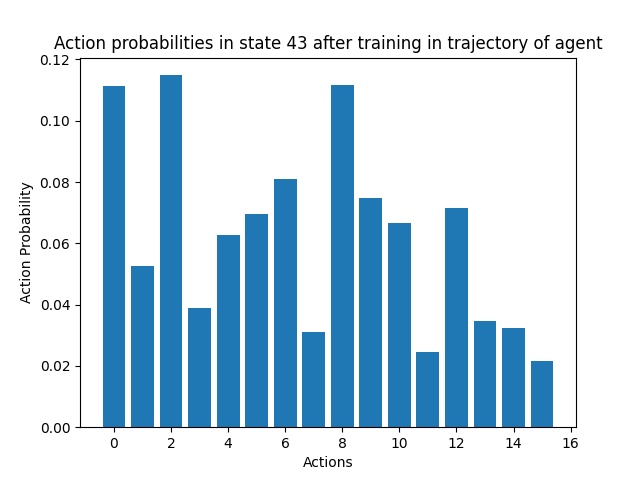 Action probabilities in state 43 after training in trajectory of agent
0.12
0.10
0.08
0.06
0.04
0.02
0.00
Action Probability
0 2 4 6 8 10 12 14 16
Actions